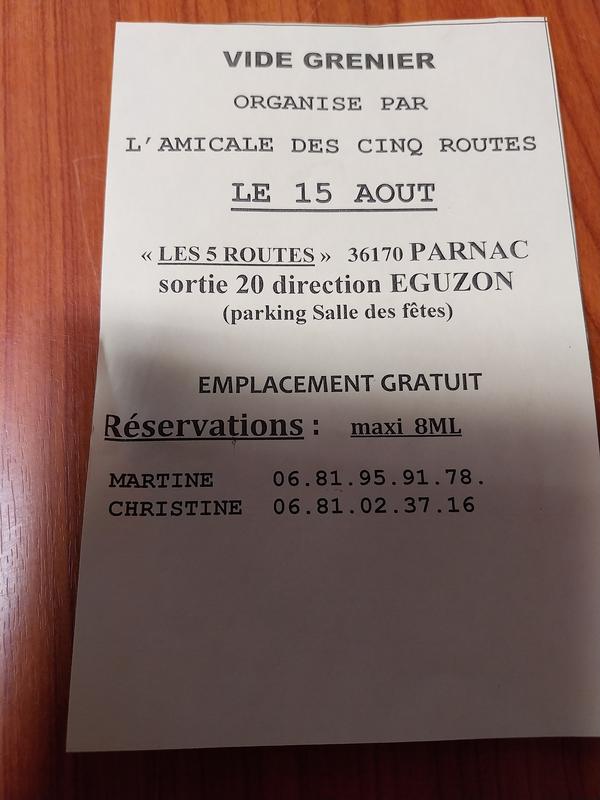 VIDE GRENIER
ORGANISE PAR
L'AMICALE DES CINQ ROUTES
LE 15 AOUT
« LES 5 ROUTES » 36170 PARNAC
sortie 20 direction EGUZON
(parking Salle des fêtes)
EMPLACEMENT GRATUIT
Réservations : maxi 8ML
MARTINE 06.81.95.91.78.
CHRISTINE 06.81.02.37.16